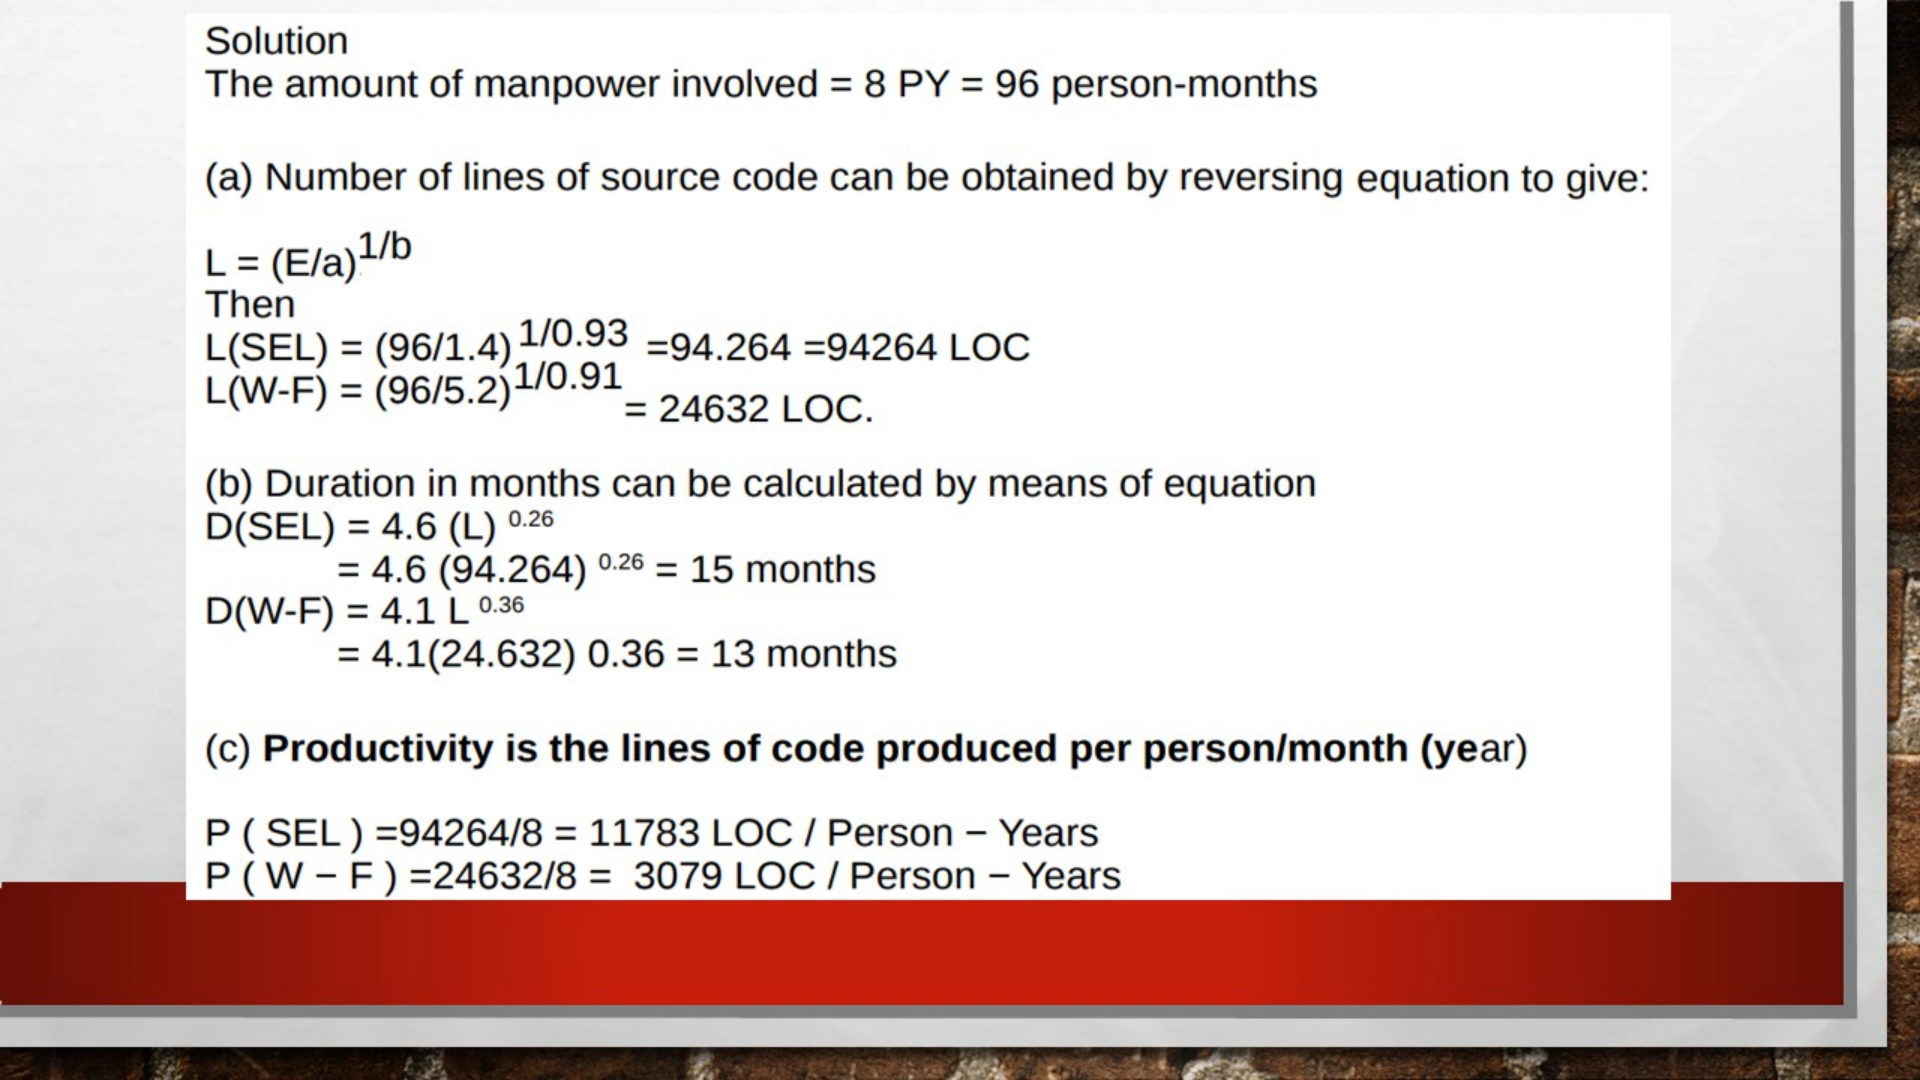 Solution
The amount of manpower involved = 8 PY = 96 person-months
(a) Number of lines of source code can be obtained by reversing equation to give:
L = (E/a)1/b
Then
L(SEL) = (96/1.4)1/0.93 =94.264 =94264 LOC
L(W-F) = (96/5.2)1/0.91 = 24632 LOC.
(b) Duration in months can be calculated by means of equation
D(SEL) = 4.6 (L) 0.26
= 4.6 (94.264) 0.26 = 15 months
D(W-F) = 4.1 L 0.36
= 4.1(24.632) 0.36 = 13 months
(c) Productivity is the lines of code produced per person/month (year)
P ( SEL ) =94264/8 = 11783 LOC / Person − Years
P ( W − F ) =24632/8 = 3079 LOC / Person − Years